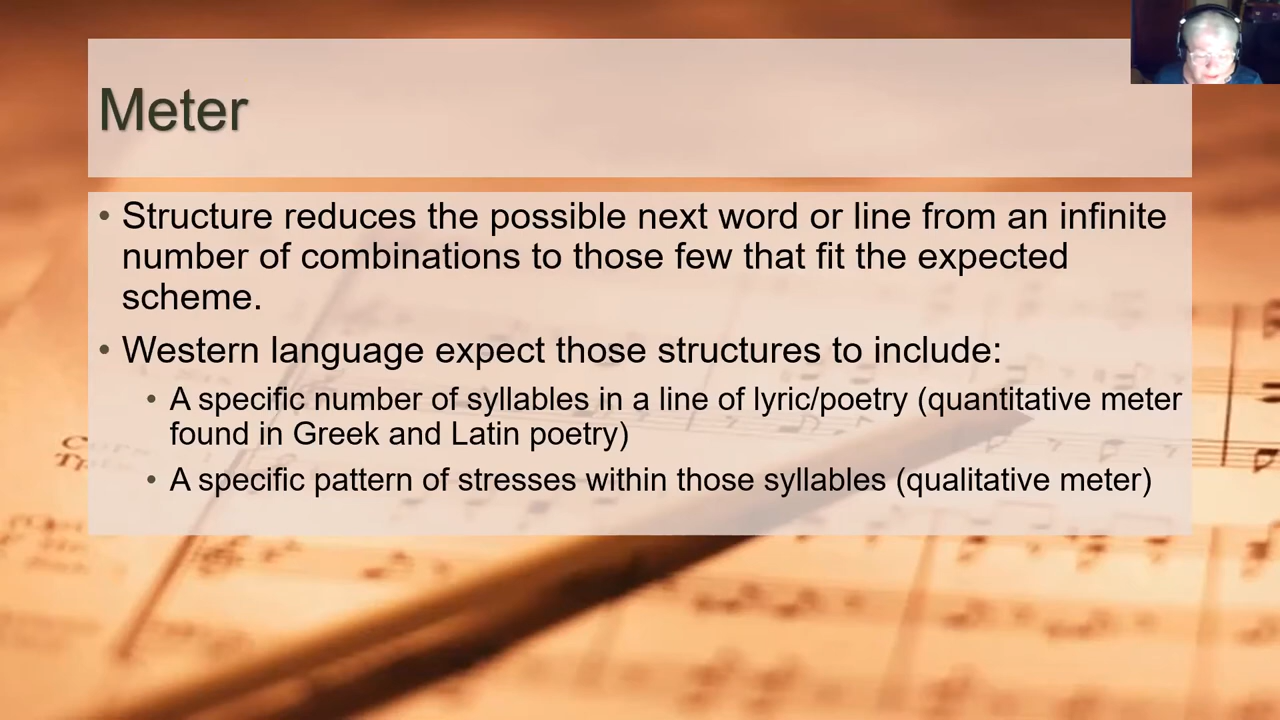 Meter
• Structure reduces the possible next word or line from an infinite
number of combinations to those few that fit the expected
scheme.
• Western language expect those structures to include:
• A specific number of syllables in a line of lyric/poetry (quantitative meter
found in Greek and Latin poetry)
• A specific pattern of stresses within those syllables (qualitative meter)